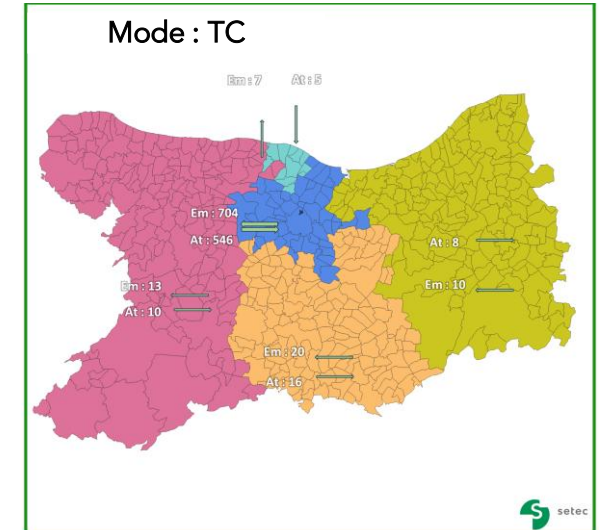 Mode : TC
Em : 7
At : 5
Em : 704
At : 546
At : 8
Em : 13
Em : 10
At : 10
Em : 20
At : 16
setec